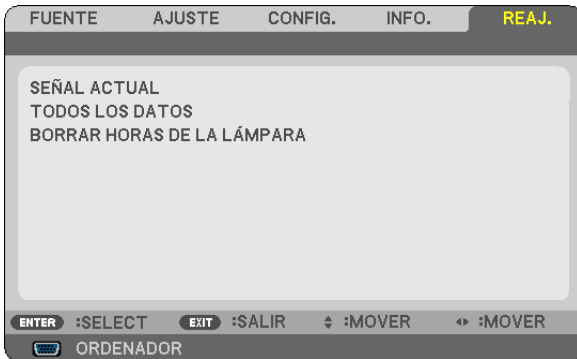 FUENTE AJUSTE CONFIG. INFO. REAJ.
SEÑAL ACTUAL
TODOS LOS DATOS
BORRAR HORAS DE LA LÁMPARA
ENTER :SELECT EXIT :SALIR :MOVER :MOVER
ORDENADOR